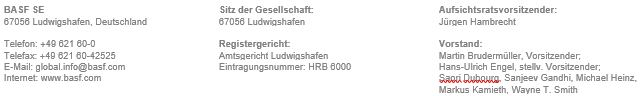 BASF SE
67056 Ludwigshafen, Deutschland
Telefon: +49 621 60-0
Telefax: +49 621 60-42525
E-Mail: global.info@basf.com
Internet: www.basf.com
Sitz der Gesellschaft:
67056 Ludwigshafen
Registergericht:
Amtsgericht Ludwigshafen
Eintragungsnummer: HRB 6000
Aufsichtsratsvorsitzender:
Jürgen Hambrecht
Vorstand:
Martin Brudermüller, Vorsitzender;
Hans-Ulrich Engel, stellv. Vorsitzender;
Saori Dubourg, Sanjeev Gandhi, Michael Heinz,
Markus Kamieth, Wayne T. Smith